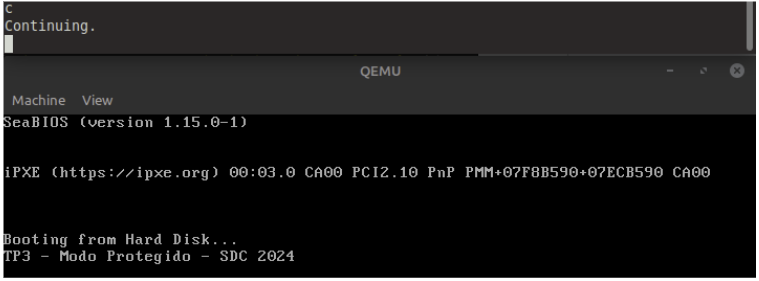 c
Continuing.
QEMU
Machine View
SeaBIOS (version 1.15.0-1)
iPXE (https://ipxe.org) 00:03.0 CA00 PCI2.10 PnP PMM+07F8B590+07ECB590 CA00
Booting from Hard Disk...
TP3 - Modo Protegido - SDC 2024